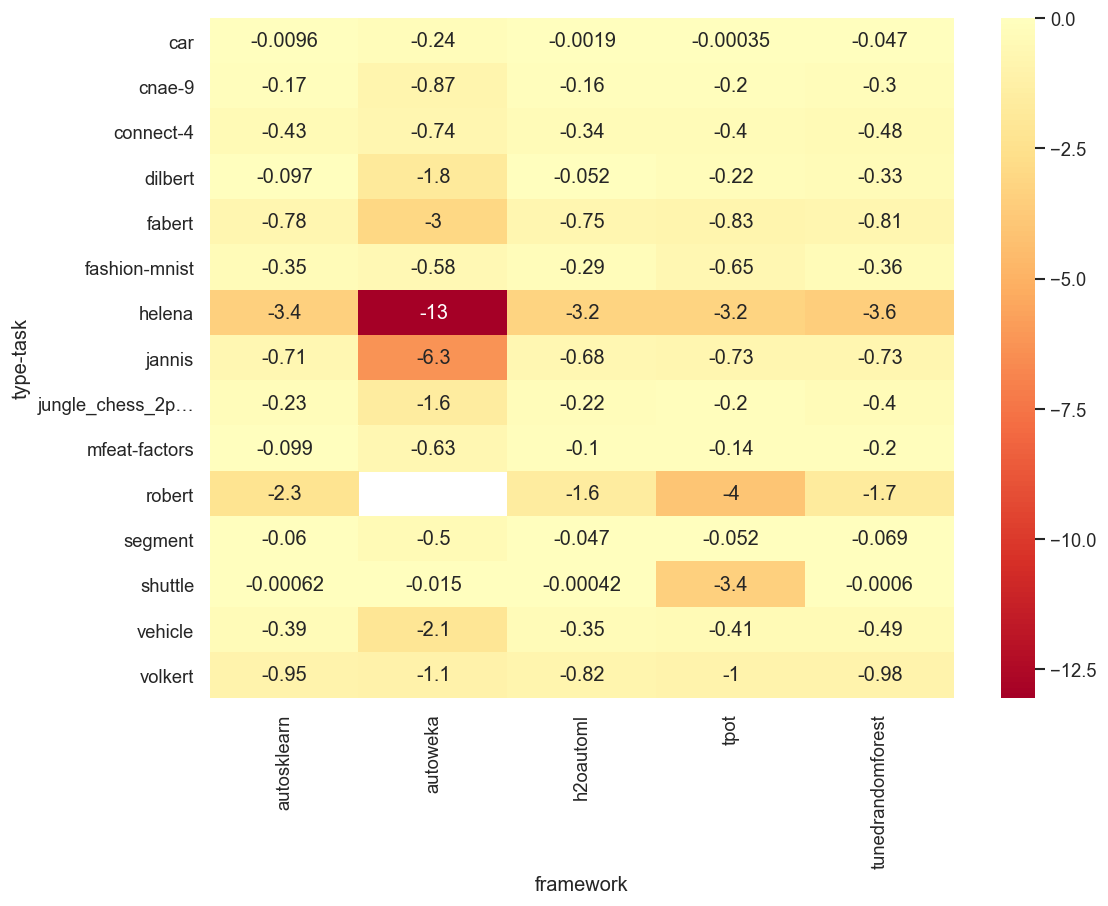 car -0.0096 -0.24 -0.0019 -0.00035 -0.047
cnae-9 -0.17 -0.87 -0.16 -0.2 -0.3
connect-4 -0.43 -0.74 -0.34 -0.4 -0.48
dilbert -0.097 -1.8 -0.052 -0.22 -0.33
fabert -0.78 -3 -0.75 -0.83 -0.81
fashion-mnist -0.35 -0.58 -0.29 -0.65 -0.36
helena -3.4 -13 -3.2 -3.2 -3.6
jannis -0.71 -6.3 -0.68 -0.73 -0.73
jungle_chess_2p… -0.23 -1.6 -0.22 -0.2 -0.4
mfeat-factors -0.099 -0.63 -0.1 -0.14 -0.2
robert -2.3 -1.6 -4 -1.7
segment -0.06 -0.5 -0.047 -0.052 -0.069
shuttle -0.00062 -0.015 -0.00042 -3.4 -0.0006
vehicle -0.39 -2.1 -0.35 -0.41 -0.49
volkert -0.95 -1.1 -0.82 -1 -0.98
type-task
autosklearn
autoweka
h2oautoml
tpot
tunedrandomforest
framework
0.0
−2.5
−5.0
−7.5
−10.0
−12.5